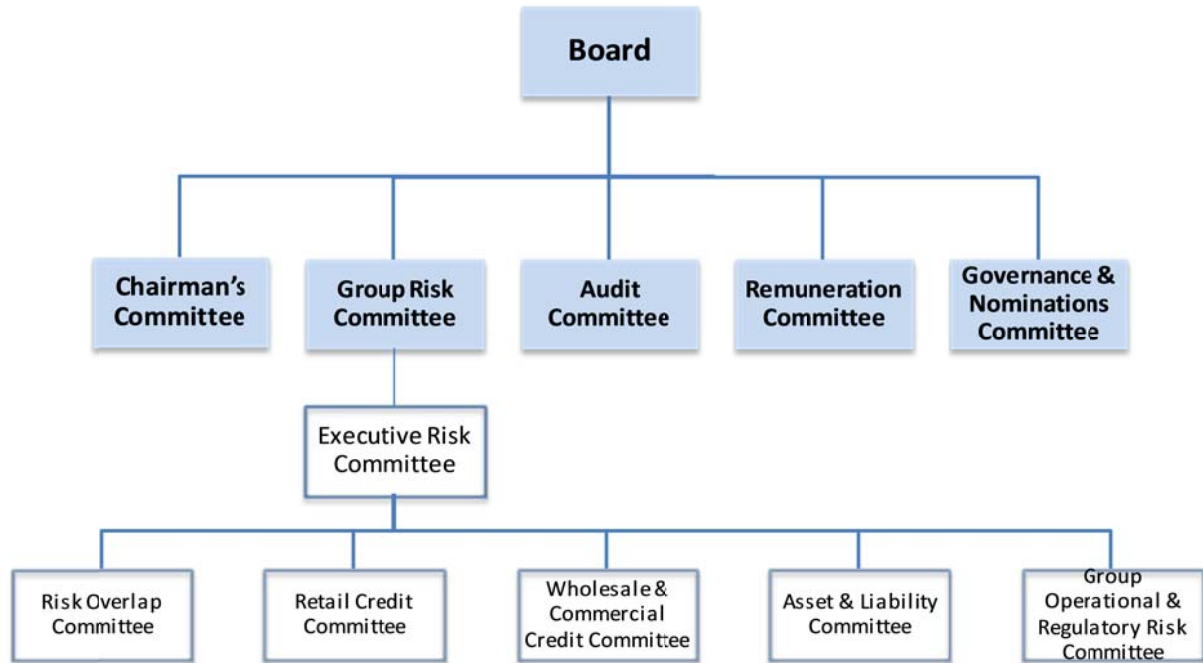 Board
Chairman's
Committee
Group Risk
Committee
Audit
Committee
Remuneration
Committee
Governance &
Nominations
Committee
Executive Risk
Committee
Risk Overlap
Committee
Retail Credit
Committee
Wholesale &
Commercial
Credit Committee
Asset & Liability
Committee
Group
Operational &
Regulatory Risk
Committee